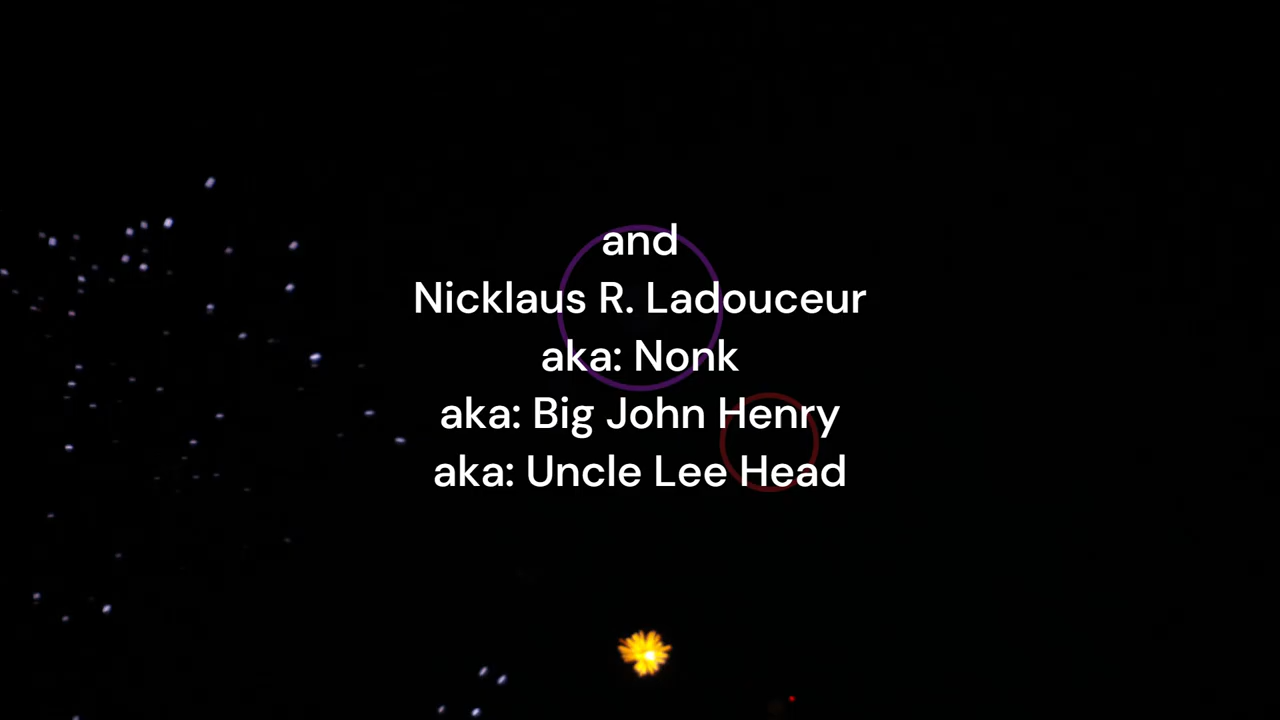 and
Nicklaus R. Ladouceur
aka: Nonk
aka: Big John Henry
aka: Uncle Lee Head